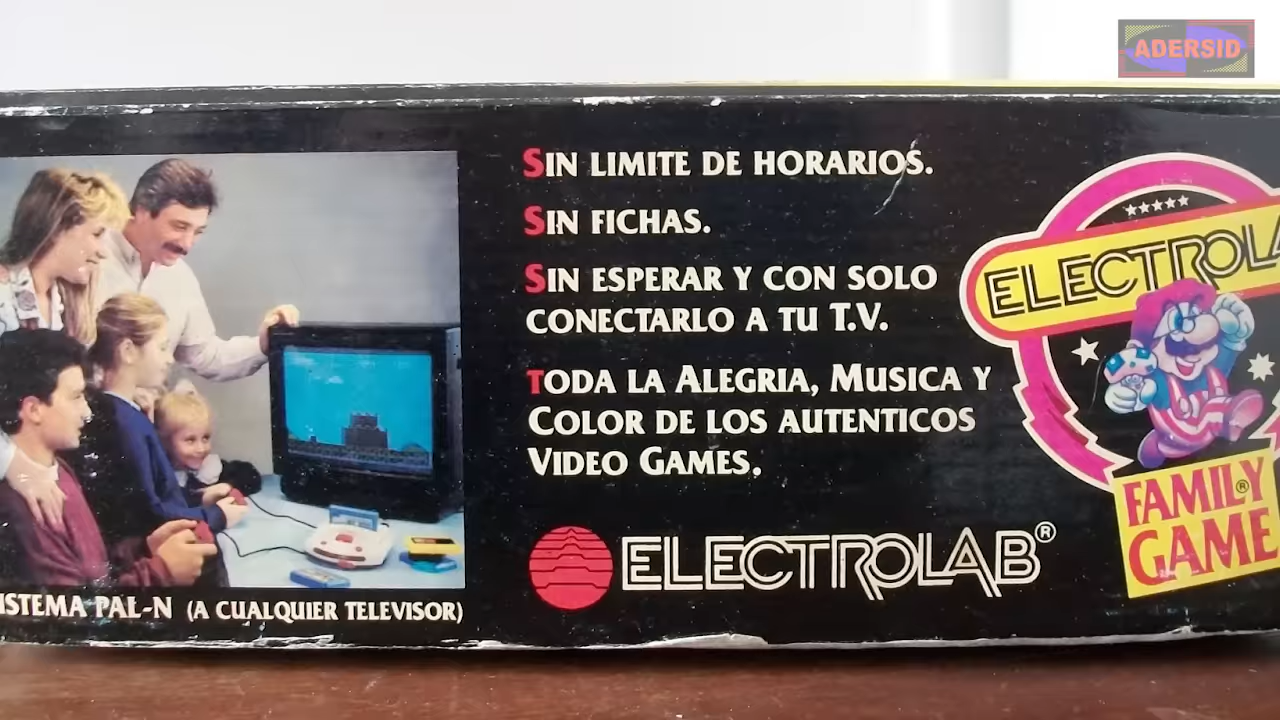 ADERSID
SIN LIMITE DE HORARIOS.
SIN FICHAS.
SIN ESPERAR Y CON SOLO
CONECTARLO A TU T.V.
TODA LA ALEGRIA, MUSICA Y
COLOR DE LOS AUTENTICOS
VIDEO GAMES.
ELECTROLAB®
ISTEMA PAL-N (A CUALQUIER TELEVISOR)
ELECTROLA
FAMILY®
GAME